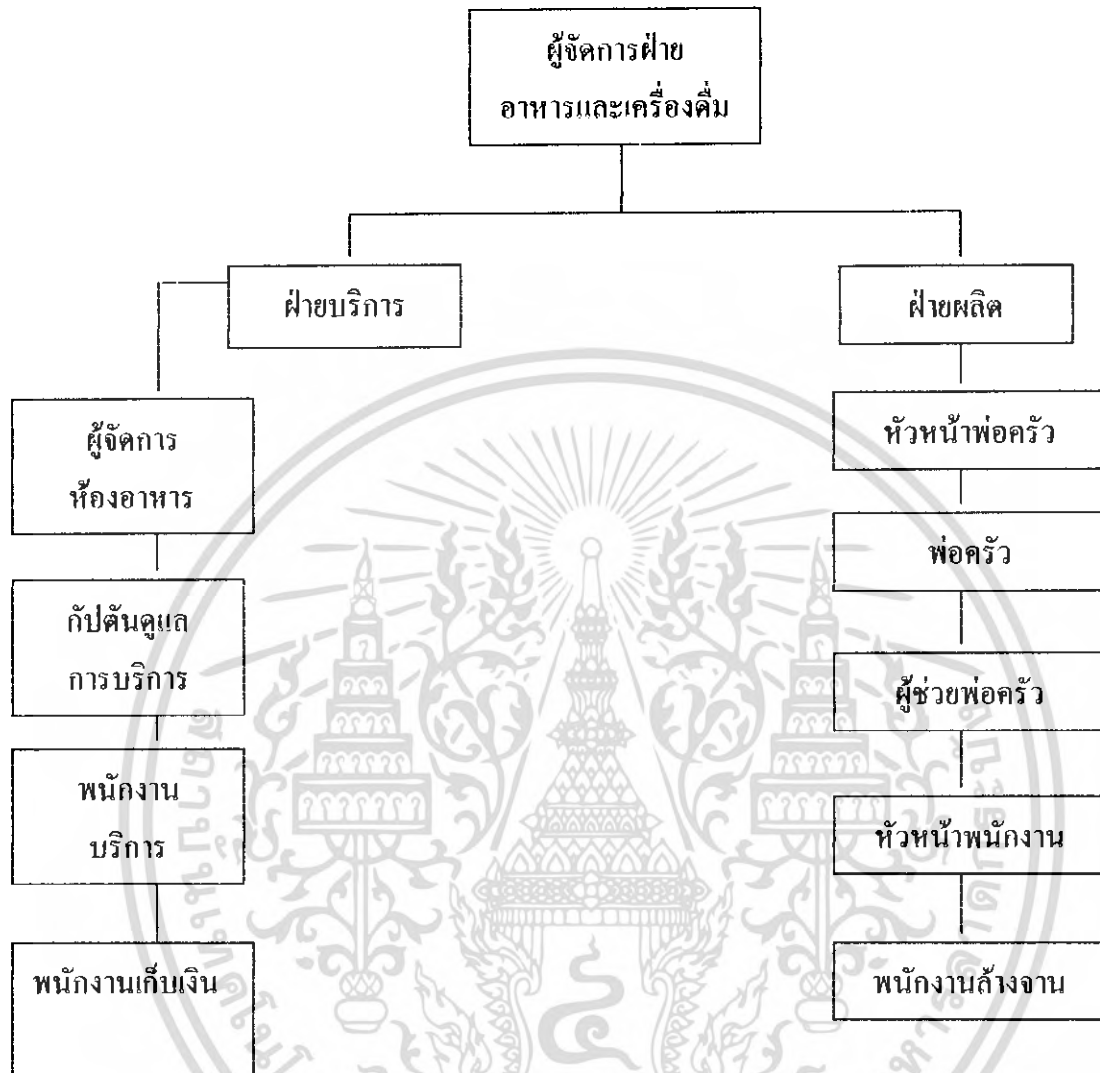 ผู้จัดการฝ่าย
อาหารและเครื่องดื่ม
ฝ่ายบริการ
ฝ่ายผลิต
ผู้จัดการ
ห้องอาหาร
หัวหน้าพ่อครัว
พ่อครัว
กัปตันดูแล
การบริการ
ผู้ช่วยพ่อครัว
พนักงาน
บริการ
หัวหน้าพนักงาน
พนักงานเก็บเงิน
พนักงานล้างจาน